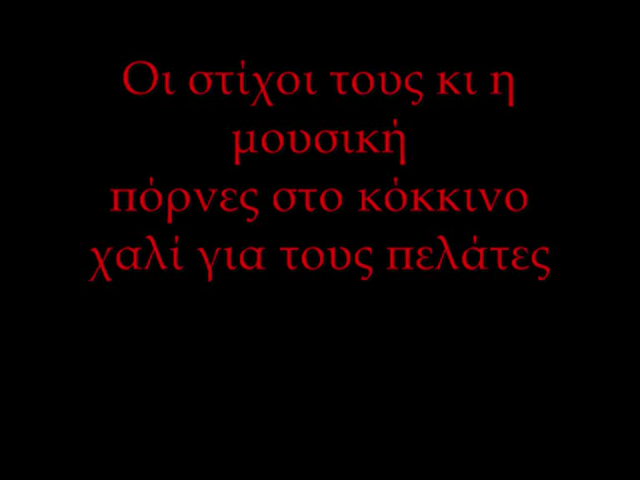 Οι στίχοι τους κι η
μουσική
πόρνες στο κόκκινο
χαλί για τους πελάτες